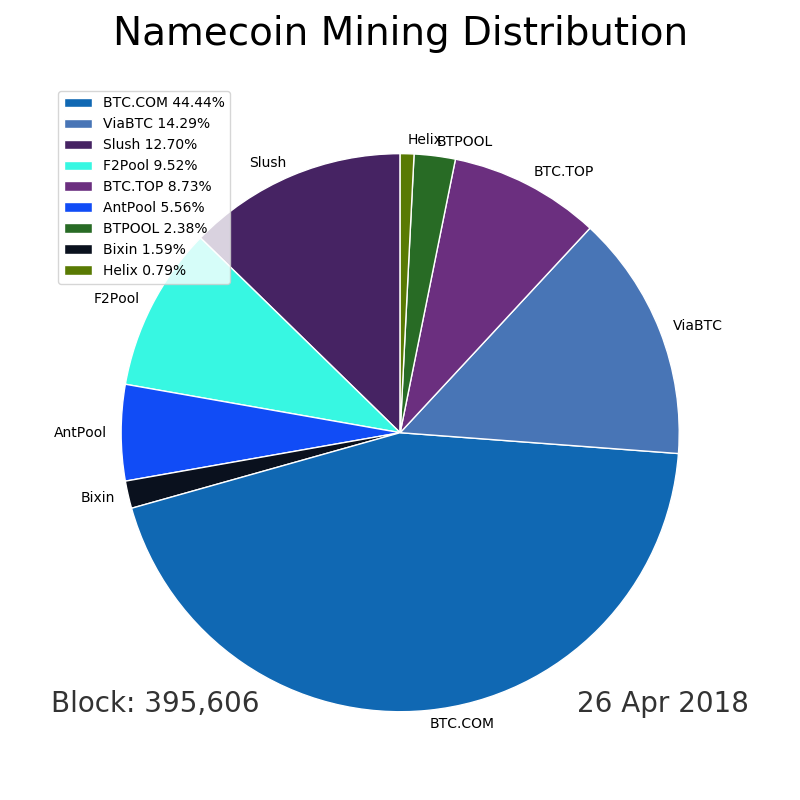 Namecoin Mining Distribution
BTC.COM 44.44%
ViaBTC 14.29%
Slush 12.70%
F2Pool 9.52%
BTC.TOP 8.73%
AntPool 5.56%
BTPOOL 2.38%
Bixin 1.59%
Helix 0.79%
Helix
BTPOOL
Slush
BTC.TOP
F2Pool
ViaBTC
AntPool
Bixin
Block: 395,606
26 Apr 2018
BTC.COM